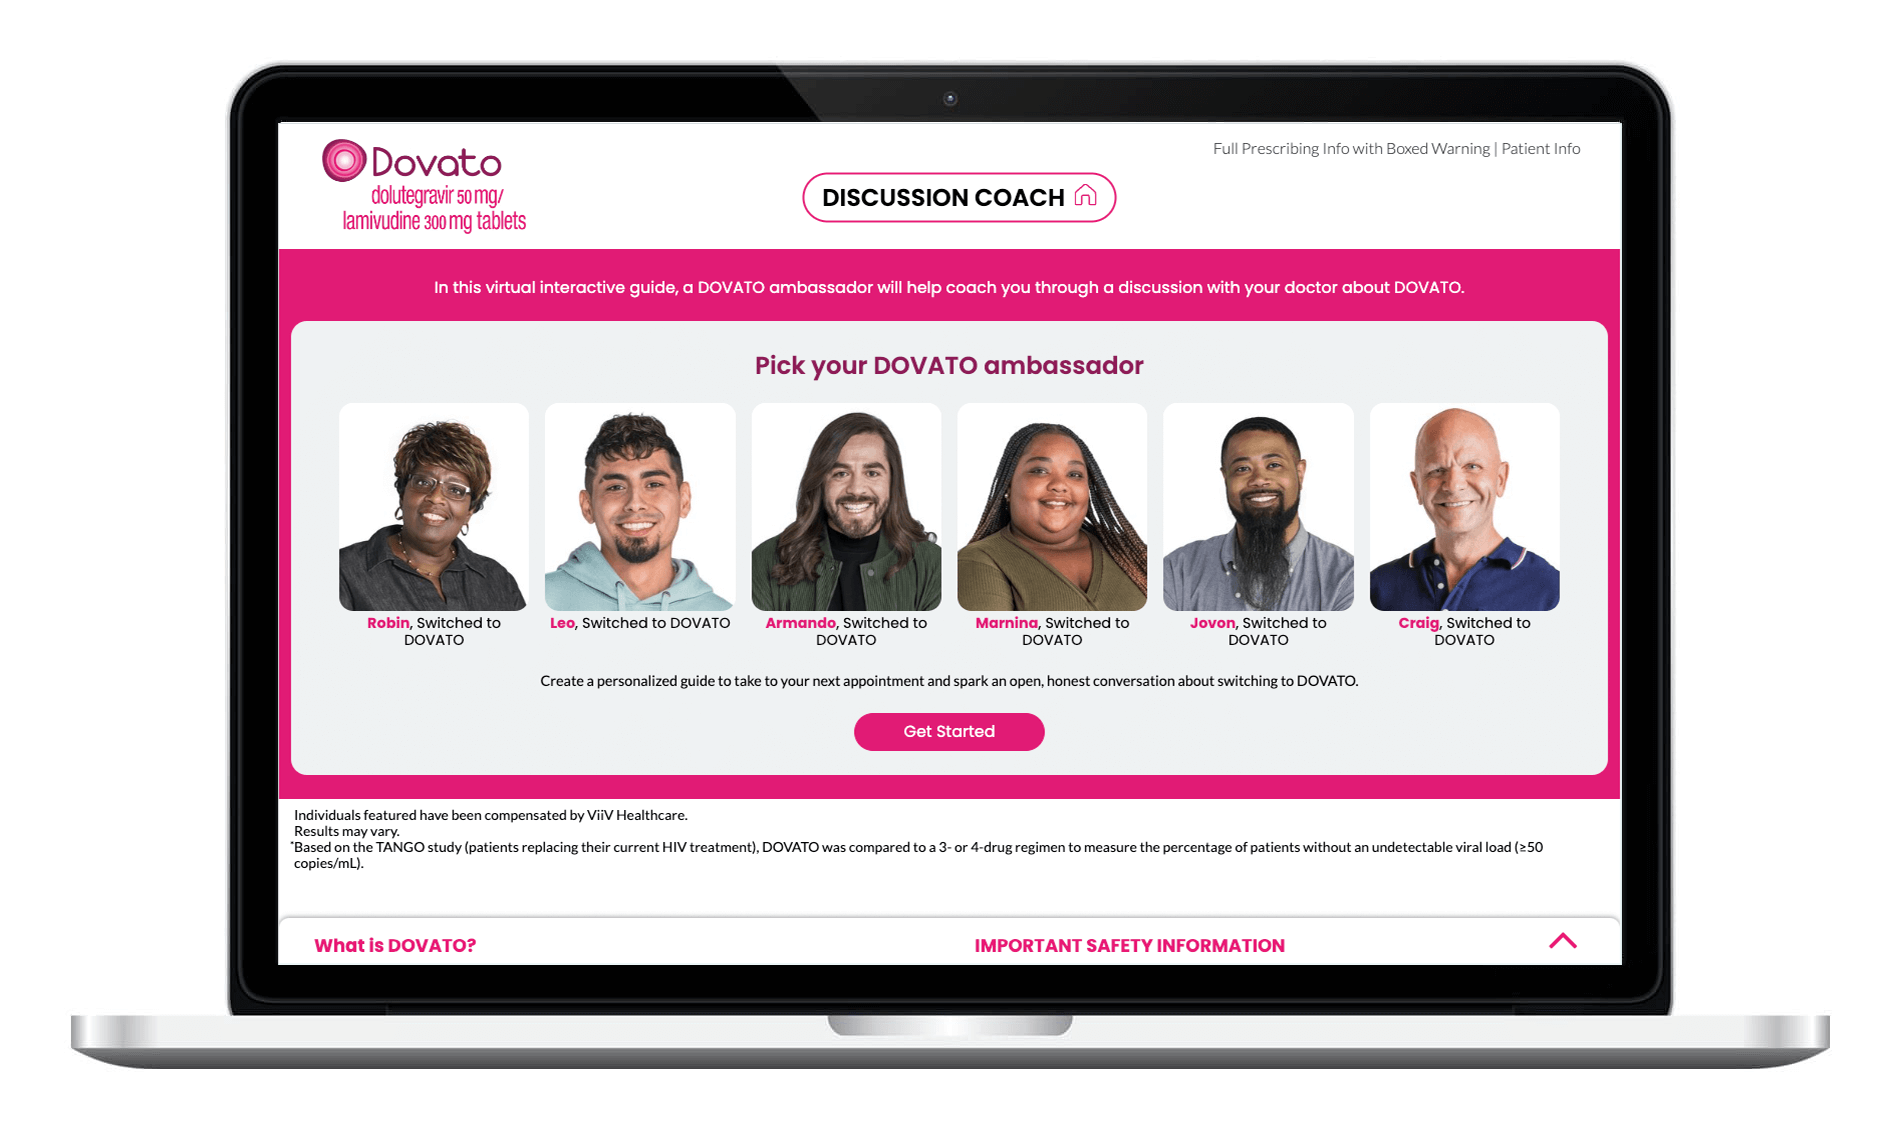 Dovato
dolutegravir 50 mg/
lamivudine 300 mg tablets
DISCUSSION COACH
Full Prescribing Info with Boxed Warning | Patient Info
In this virtual interactive guide, a DOVATO ambassador will help coach you through a discussion with your doctor about DOVATO.
Pick your DOVATO ambassador
Robin, Switched to
DOVATO
Leo, Switched to DOVATO
Armando, Switched to
DOVATO
Marnina, Switched to
DOVATO
Jovon, Switched to
DOVATO
Craig, Switched to
DOVATO
Create a personalized guide to take to your next appointment and spark an open, honest conversation about switching to DOVATO.
Get Started
Individuals featured have been compensated by ViiV Healthcare.
Results may vary.
*Based on the TANGO study (patients replacing their current HIV treatment), DOVATO was compared to a 3- or 4-drug regimen to measure the percentage of patients without an undetectable viral load (≥50
copies/mL).
What is DOVATO?
IMPORTANT SAFETY INFORMATION